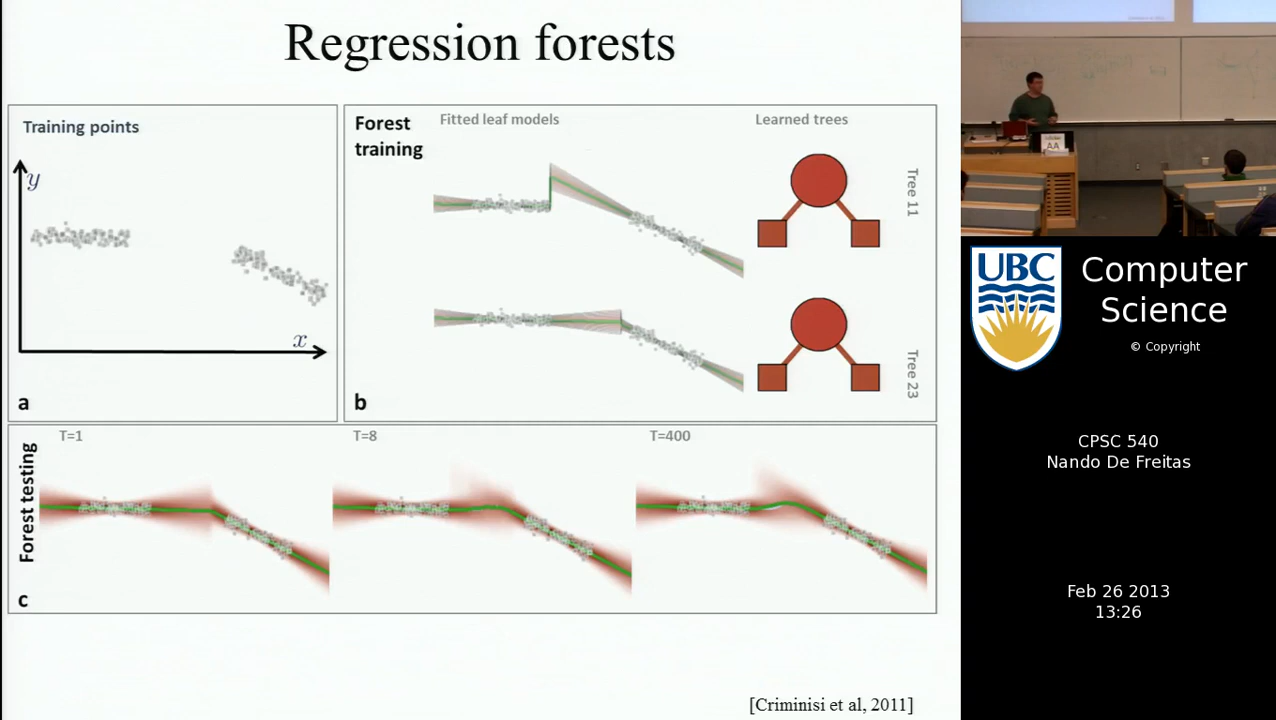 Regression forests
Training points
y
x
a
Forest
training
Fitted leaf models
Learned trees
Tree 11
Tree 23
b
Forest testing
T=1
T=8
T=400
c
[Criminisi et al, 2011]
AA
UBC
Computer
Science
© Copyright
CPSC 540
Nando De Freitas
Feb 26 2013
13:26